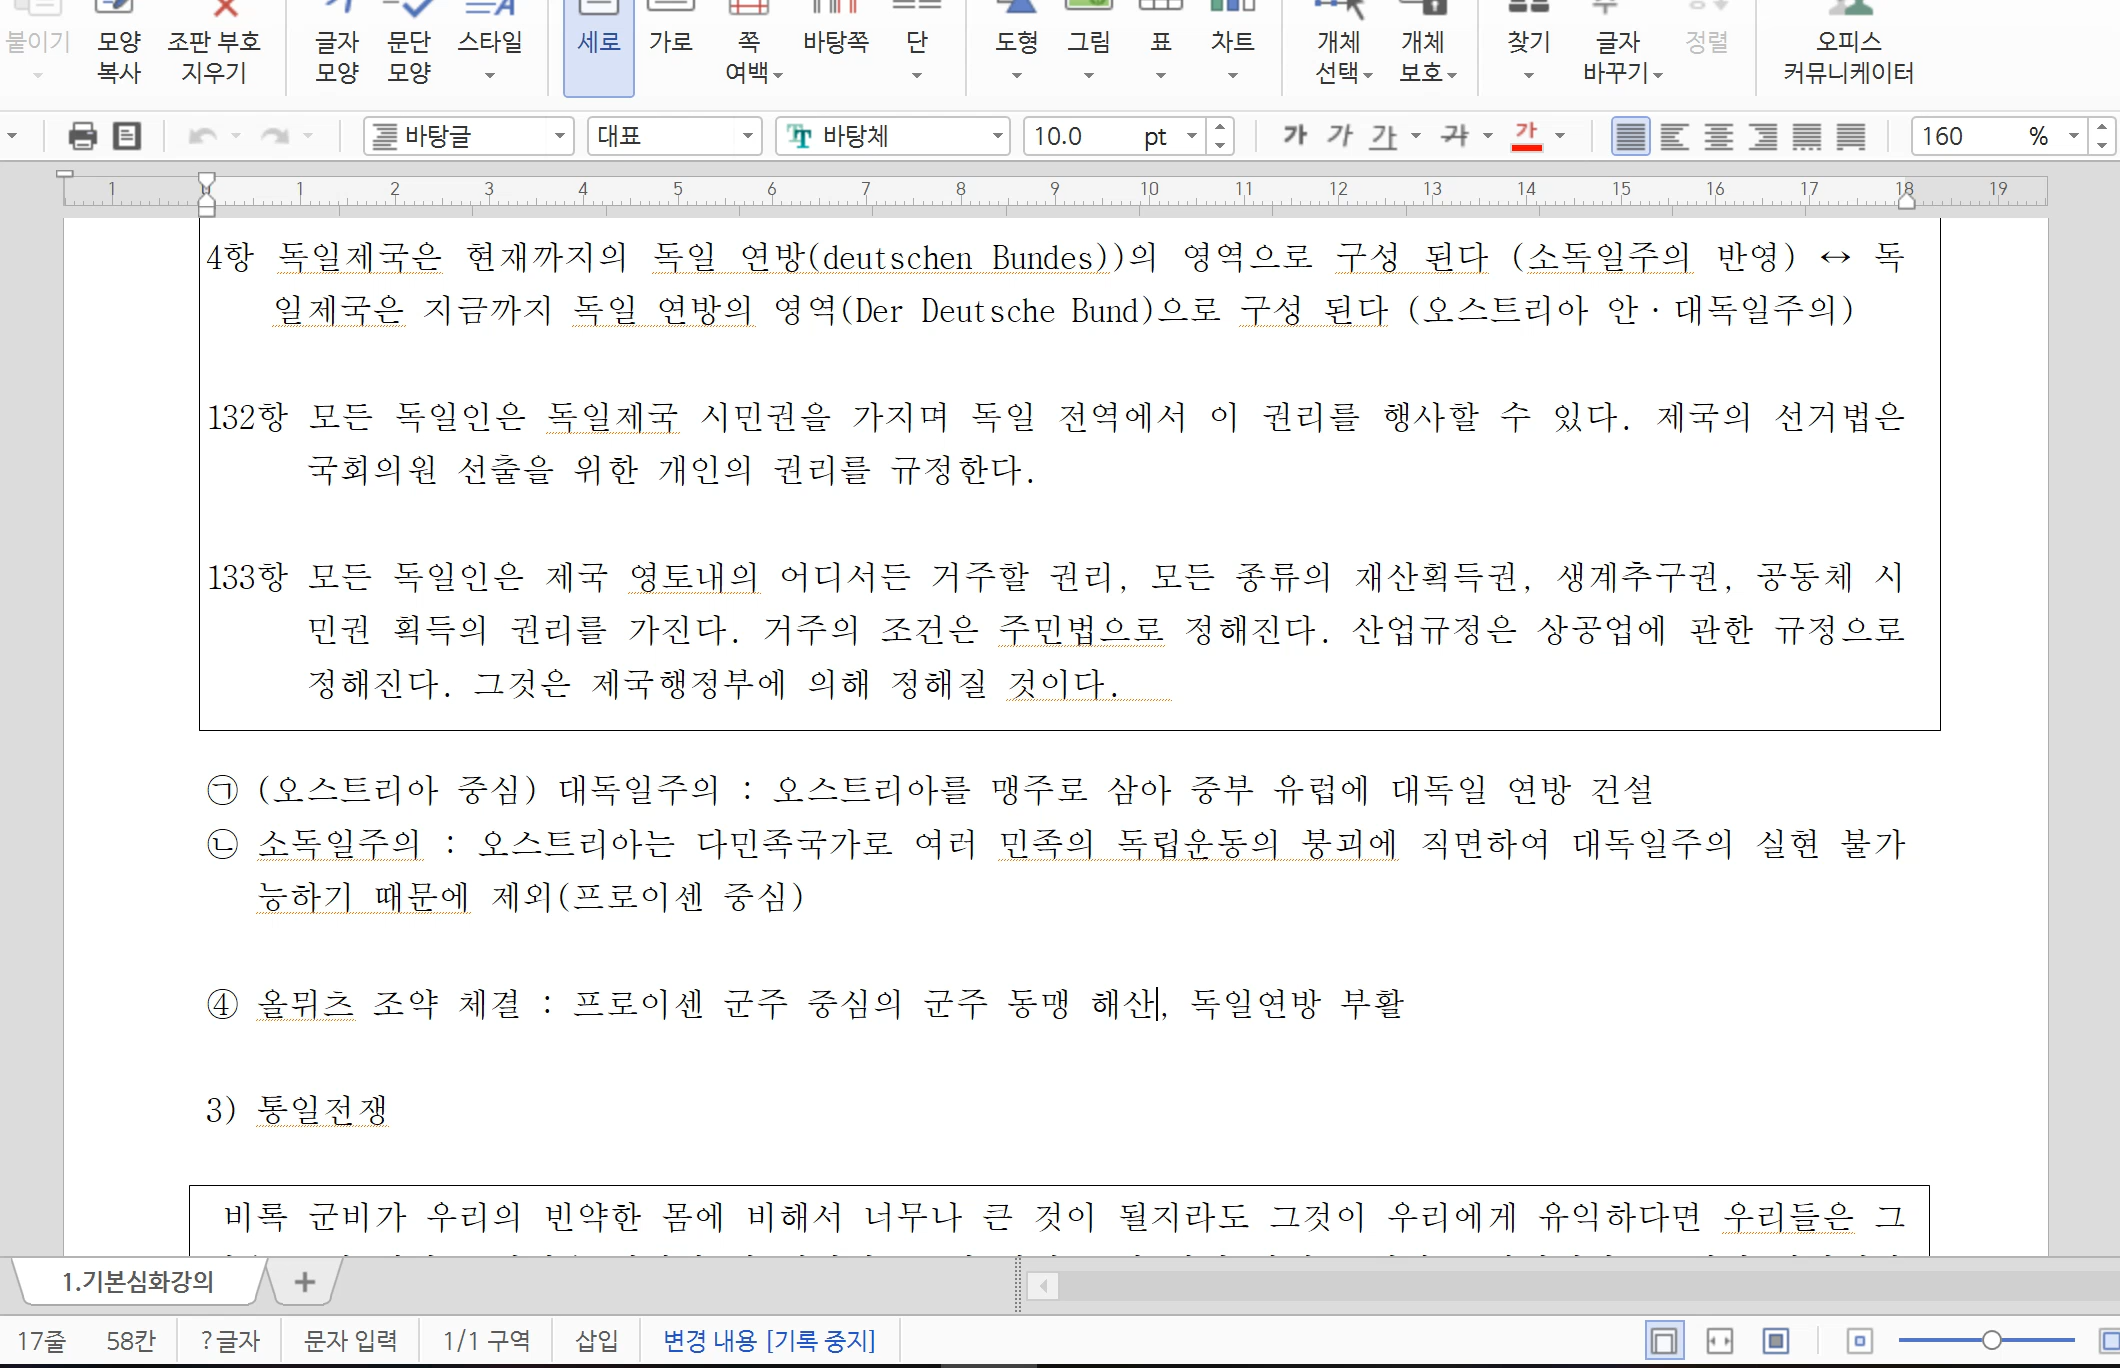 붙이기 모양 복사 조판 부호 지우기 글자 모양 문단 모양 스타일 세로 가로 쪽 여백 바탕쪽 단 도형 그림 표 차트 개체 선택 개체 보호 찾기 글자 바꾸기 정렬 오피스 커뮤니케이터
바탕글 대표 바탕체 10.0 pt 가 가 가 가 가 160 %
1 1 2 3 4 5 6 7 8 9 10 11 12 13 14 15 16 17 18 19
4항 독일제국은 현재까지의 독일 연방(deutschen Bundes))의 영역으로 구성 된다 (소독일주의 반영) ↔ 독
일제국은 지금까지 독일 연방의 영역(Der Deutsche Bund)으로 구성 된다 (오스트리아 안·대독일주의)
132항 모든 독일인은 독일제국 시민권을 가지며 독일 전역에서 이 권리를 행사할 수 있다. 제국의 선거법은
국회의원 선출을 위한 개인의 권리를 규정한다.
133항 모든 독일인은 제국 영토내의 어디서든 거주할 권리, 모든 종류의 재산획득권, 생계추구권, 공동체 시
민권 획득의 권리를 가진다. 거주의 조건은 주민법으로 정해진다. 산업규정은 상공업에 관한 규정으로
정해진다. 그것은 제국행정부에 의해 정해질 것이다.
㉠ (오스트리아 중심) 대독일주의 : 오스트리아를 맹주로 삼아 중부 유럽에 대독일 연방 건설
㉡ 소독일주의 : 오스트리아는 다민족국가로 여러 민족의 독립운동의 붕괴에 직면하여 대독일주의 실현 불가
능하기 때문에 제외(프로이센 중심)
④ 올뮈츠 조약 체결 : 프로이센 군주 중심의 군주 동맹 해산, 독일연방 부활
3) 통일전쟁
비록 군비가 우리의 빈약한 몸에 비해서 너무나 큰 것이 될지라도 그것이 우리에게 유익하다면 우리들은 그
1.기본심화강의
17줄 58칸 ?글자 문자 입력 1/1 구역 삽입 변경 내용 [기록 중지]